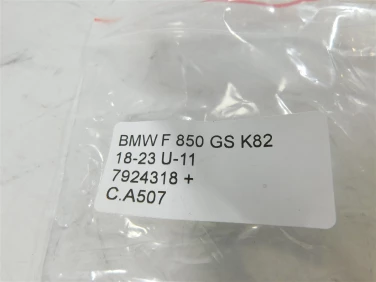 BMW F 850 GS K82
18-23 U-11
7924318 +
C.A507